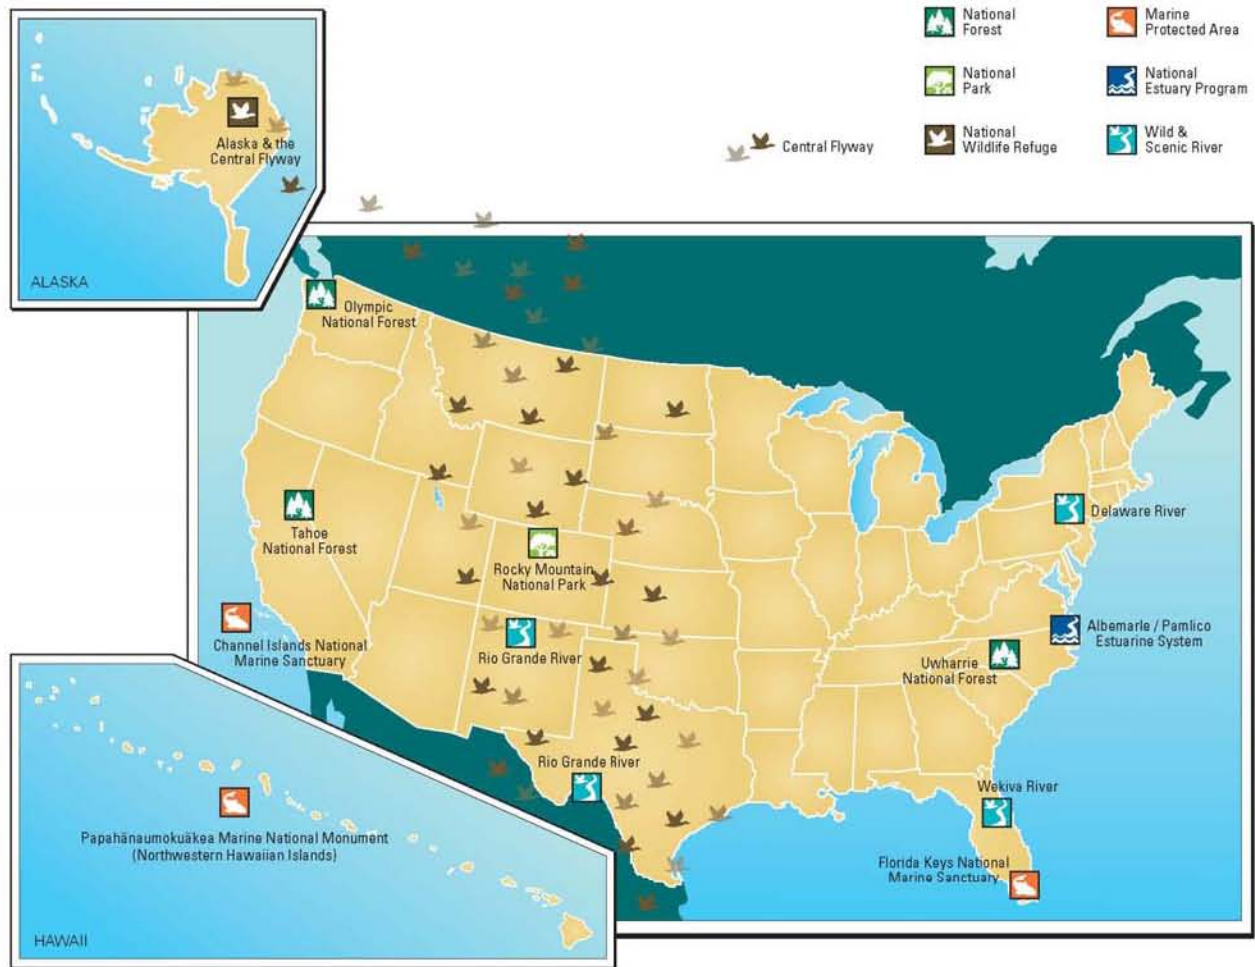 National
Forest
Marine
Protected Area
National
Park
National
Estuary Program
Central Flyway
National
Wildlife Refuge
Wild &
Scenic River
Alaska & the
Central Flyway
ALASKA
Olympic
National Forest
Tahoe
National Forest
Rocky Mountain
National Park
Delaware River
Channel Islands National
Marine Sanctuary
Rio Grande River
Albemarle / Pamlico
Estuarine System
Uwharrie
National Forest
Rio Grande River
Wekiva River
Florida Keys National
Marine Sanctuary
Papahānaumokuākea Marine National Monument
(Northwestern Hawaiian Islands)
HAWAII